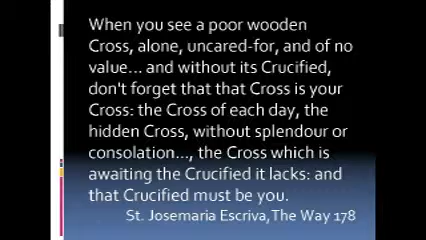 When you see a poor wooden
Cross, alone, uncared-for, and of no
value... and without its Crucified,
don't forget that that Cross is your
Cross: the Cross of each day, the
hidden Cross, without splendour or
consolation..., the Cross which is
awaiting the Crucified it lacks: and
that Crucified must be you.
St. Josemaria Escriva,The Way 178